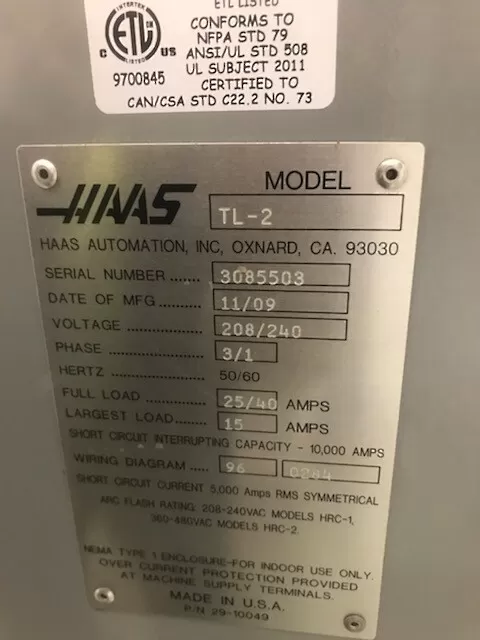 ETL LISTED
CONFORMS TO
NFPA STD 79
ANSI/UL STD 508
UL SUBJECT 2011
CERTIFIED TO
CAN/CSA STD C22.2 NO. 73
INTERTEK
ETL
LISTED
C US
9700845
HAAS
MODEL
TL-2
HAAS AUTOMATION, INC, OXNARD, CA. 93030
SERIAL NUMBER ....... 3085503
DATE OF MFG .......... 11/09
VOLTAGE ................ 208/240
PHASE .................... 3/1
HERTZ .................... 50/60
FULL LOAD ............. 25/40 AMPS
LARGEST LOAD ....... 15 AMPS
SHORT CIRCUIT INTERRUPTING CAPACITY - 10,000 AMPS
WIRING DIAGRAM ..... 96 0284
SHORT CIRCUIT CURRENT 5,000 Amps RMS SYMMETRICAL
ARC FLASH RATING 208-240VAC MODELS HRC-1,
360-480VAC MODELS HRC-2.
NEMA TYPE 1 ENCLOSURE-FOR INDOOR USE ONLY.
OVER CURRENT PROTECTION PROVIDED
AT MACHINE SUPPLY TERMINALS.
MADE IN U.S.A.
P/N 29-10049